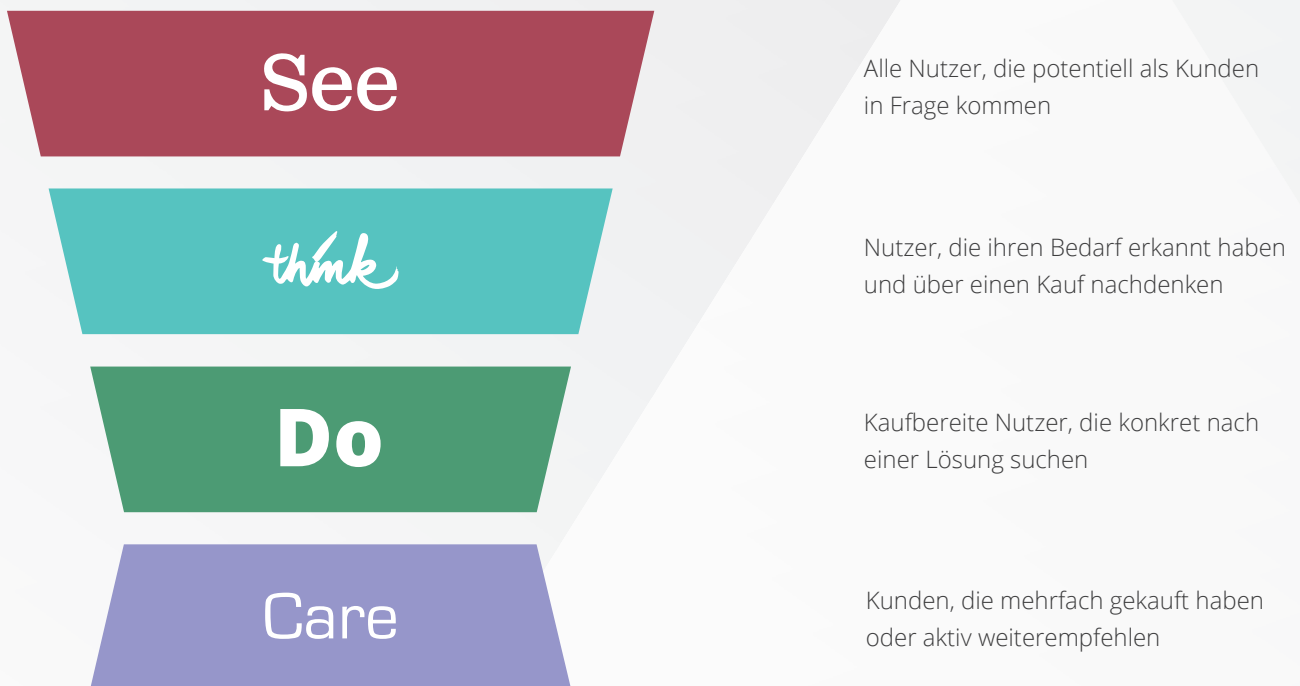 See
Alle Nutzer, die potentiell als Kunden
in Frage kommen
think
Nutzer, die ihren Bedarf erkannt haben
und über einen Kauf nachdenken
Do
Kaufbereite Nutzer, die konkret nach
einer Lösung suchen
Care
Kunden, die mehrfach gekauft haben
oder aktiv weiterempfehlen